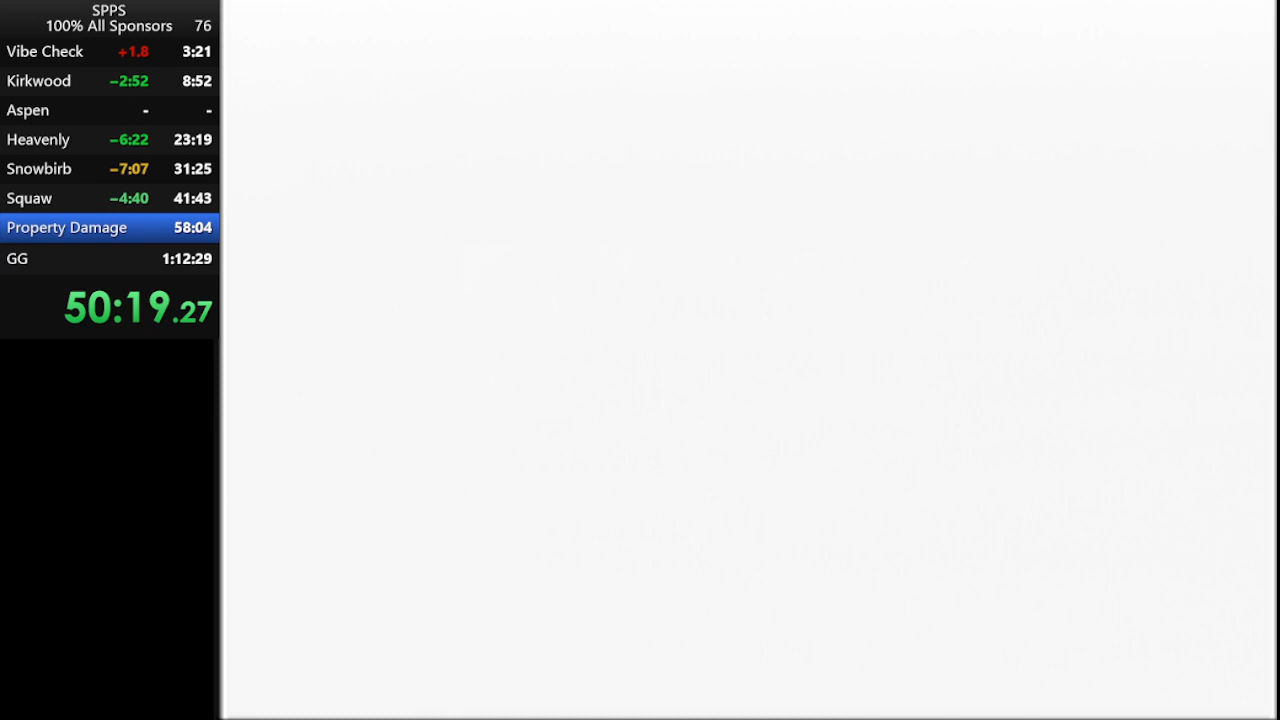 SPPS
100% All Sponsors 76
Vibe Check +1.8 3:21
Kirkwood −2:52 8:52
Aspen - -
Heavenly −6:22 23:19
Snowbirb −7:07 31:25
Squaw −4:40 41:43
Property Damage 58:04
GG 1:12:29
50:19.27